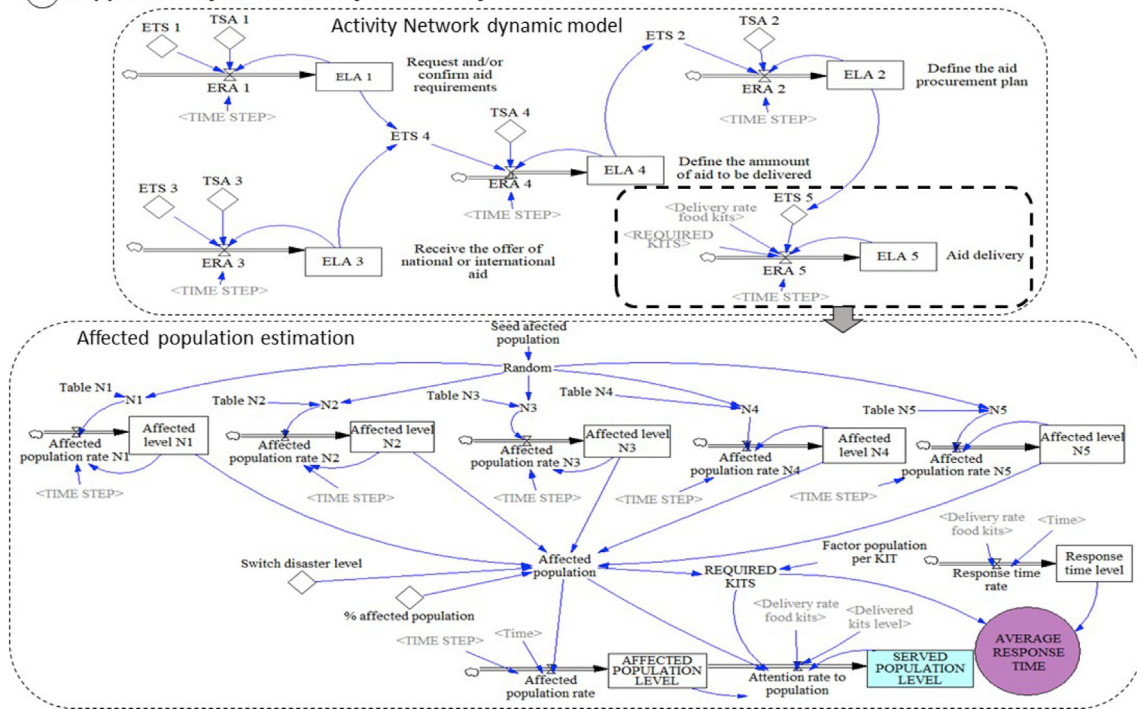 Activity Network dynamic model
ETS 1
TSA 1
ERA 1
ELA 1
<TIME STEP>
Request and/or
confirm aid
requirements
ETS 4
TSA 4
ERA 4
ELA 4
<TIME STEP>
Define the ammount
of aid to be delivered
ETS 2
TSA 2
ERA 2
ELA 2
<TIME STEP>
Define the aid
procurement plan
ETS 3
TSA 3
ERA 3
ELA 3
<TIME STEP>
Receive the offer of
national or international
aid
<Delivery rate
food kits>
<REQUIRED
KITS>
ETS 5
ERA 5
ELA 5
<TIME STEP>
Aid delivery
Affected population estimation
Seed affected
population
Random
Table N1
N1
Affected
population rate N1
Affected
level N1
<TIME STEP>
Table N2
N2
Affected
population rate N2
Affected level
N2
<TIME STEP>
Table N3
N3
Affected
population rate N3
Affected level
N3
<TIME STEP>
Table N4
N4
Affected
population rate N4
Affected
level N4
<TIME STEP>
Table N5
N5
Affected
population rate N5
Affected level
N5
<TIME STEP>
Switch disaster level
% affected population
Affected
population
REQUIRED
KITS
Factor population
per KIT
<Delivery rate
food kits>
<Time>
Response time
rate
Response
time level
<TIME STEP>
<Time>
Affected
population rate
AFFECTED
POPULATION
LEVEL
<Delivery rate
food kits>
<Delivered
kits level>
Attention rate to
population
SERVED
POPULATION
LEVEL
AVERAGE
RESPONSE
TIME